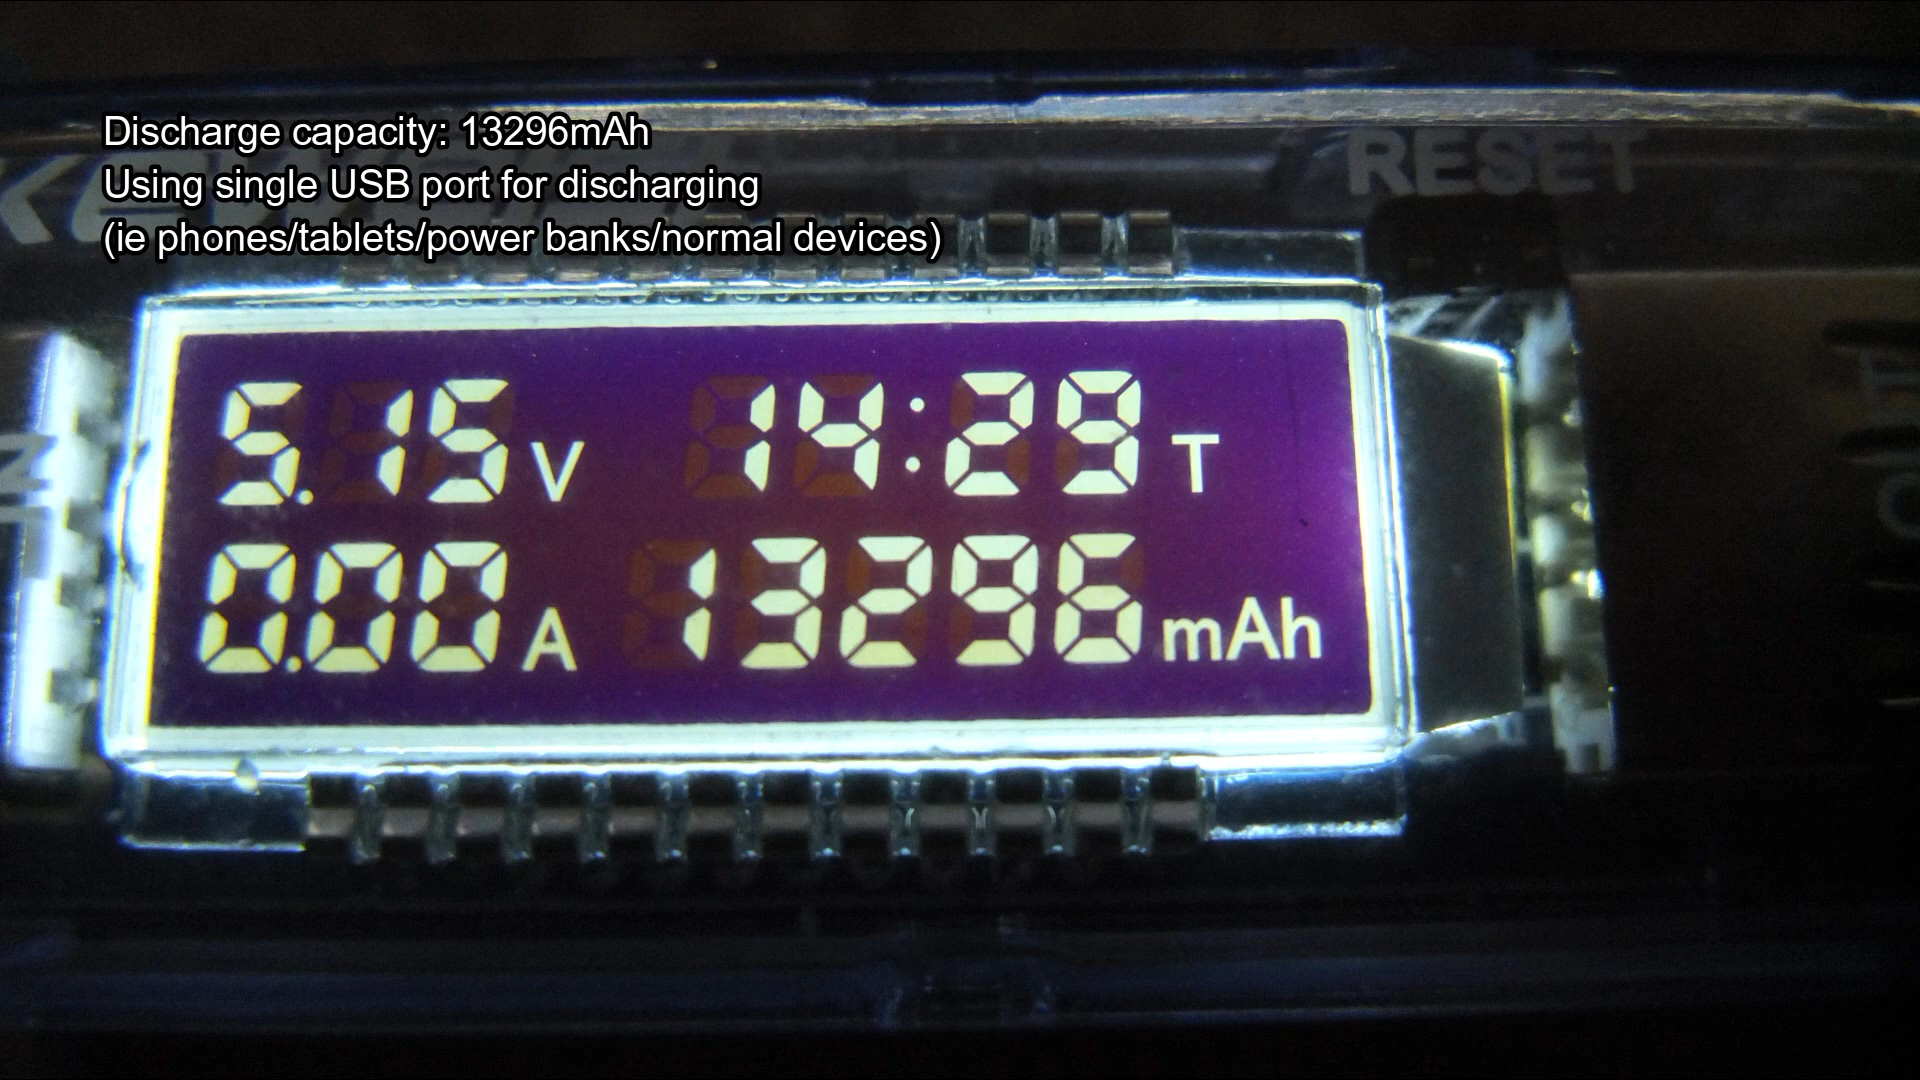 Discharge capacity: 13296mAh
Using single USB port for discharging
(ie phones/tablets/power banks/normal devices)
RESET
5.15V 14:29T
0.00A 13296mAh